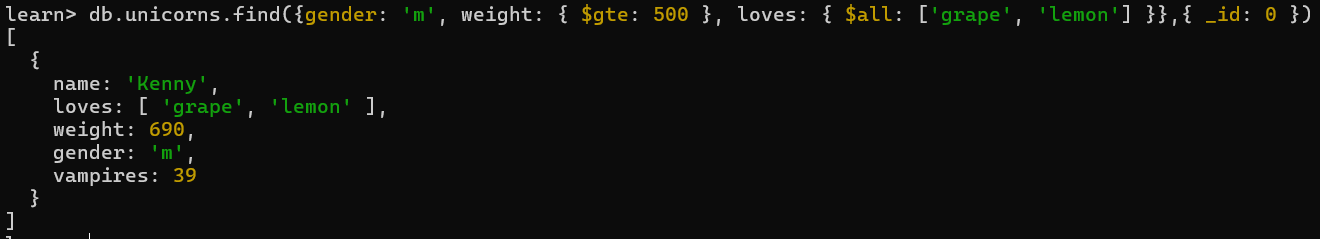 learn> db.unicorns.find({gender: 'm', weight: { $gte: 500 }, loves: { $all: ['grape', 'lemon'] }},{ _id: 0 })
[
  {
    name: 'Kenny',
    loves: [ 'grape', 'lemon' ],
    weight: 690,
    gender: 'm',
    vampires: 39
  }
]